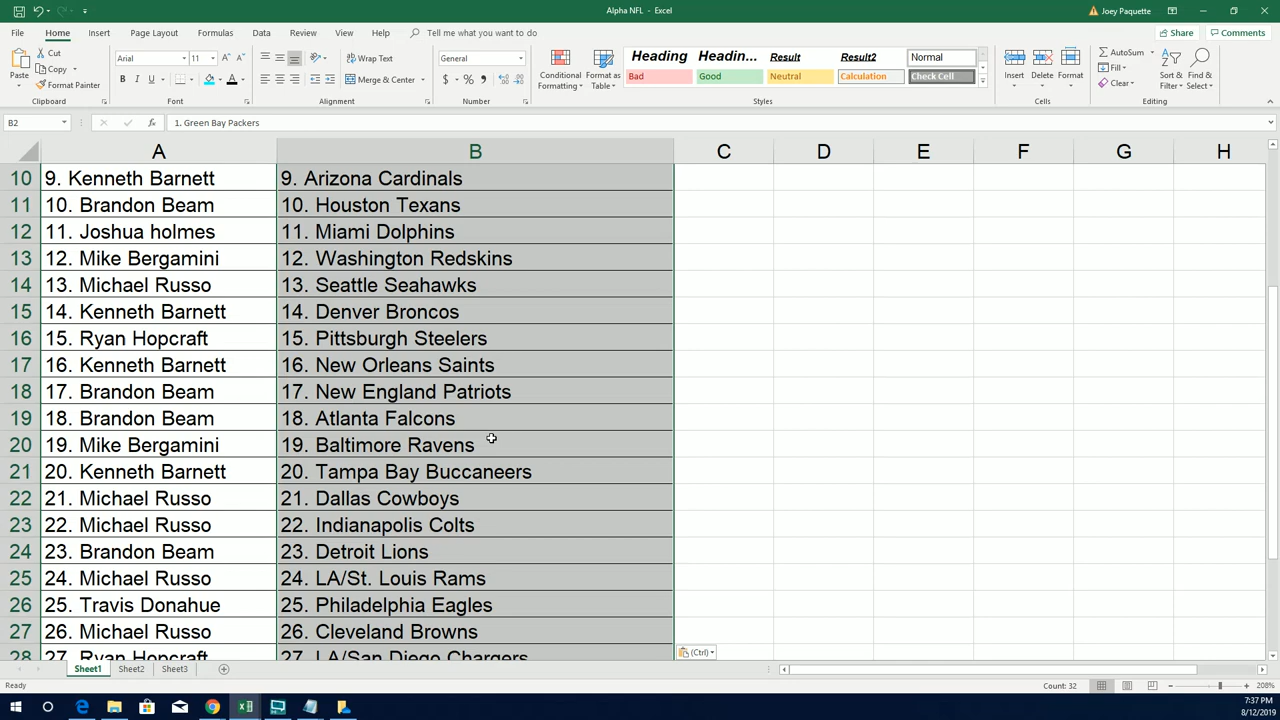 Alpha NFL - Excel
Joey Paquette
File Home Insert Page Layout Formulas Data Review View Help Tell me what you want to do
Share Comments
Paste
Cut
Copy
Format Painter
Clipboard
Arial 11
B I U
Font
Wrap Text
Merge & Center
Alignment
General
$ % ,
Number
Conditional Formatting
Format as Table
Heading Headin... Result Result2 Normal
Bad Good Neutral Calculation Check Cell
Styles
Insert Delete Format
Cells
AutoSum
Fill
Clear
Sort & Filter
Find & Select
Editing
B2 fx 1. Green Bay Packers
A B C D E F G H
10 9. Kenneth Barnett 9. Arizona Cardinals
11 10. Brandon Beam 10. Houston Texans
12 11. Joshua holmes 11. Miami Dolphins
13 12. Mike Bergamini 12. Washington Redskins
14 13. Michael Russo 13. Seattle Seahawks
15 14. Kenneth Barnett 14. Denver Broncos
16 15. Ryan Hopcraft 15. Pittsburgh Steelers
17 16. Kenneth Barnett 16. New Orleans Saints
18 17. Brandon Beam 17. New England Patriots
19 18. Brandon Beam 18. Atlanta Falcons
20 19. Mike Bergamini 19. Baltimore Ravens
21 20. Kenneth Barnett 20. Tampa Bay Buccaneers
22 21. Michael Russo 21. Dallas Cowboys
23 22. Michael Russo 22. Indianapolis Colts
24 23. Brandon Beam 23. Detroit Lions
25 24. Michael Russo 24. LA/St. Louis Rams
26 25. Travis Donahue 25. Philadelphia Eagles
27 26. Michael Russo 26. Cleveland Browns
28 27. Ryan Hopcraft 27. LA/San Diego Chargers
(Ctrl)
Sheet1 Sheet2 Sheet3
Ready
Count: 32
208%
7:37 PM
8/12/2019